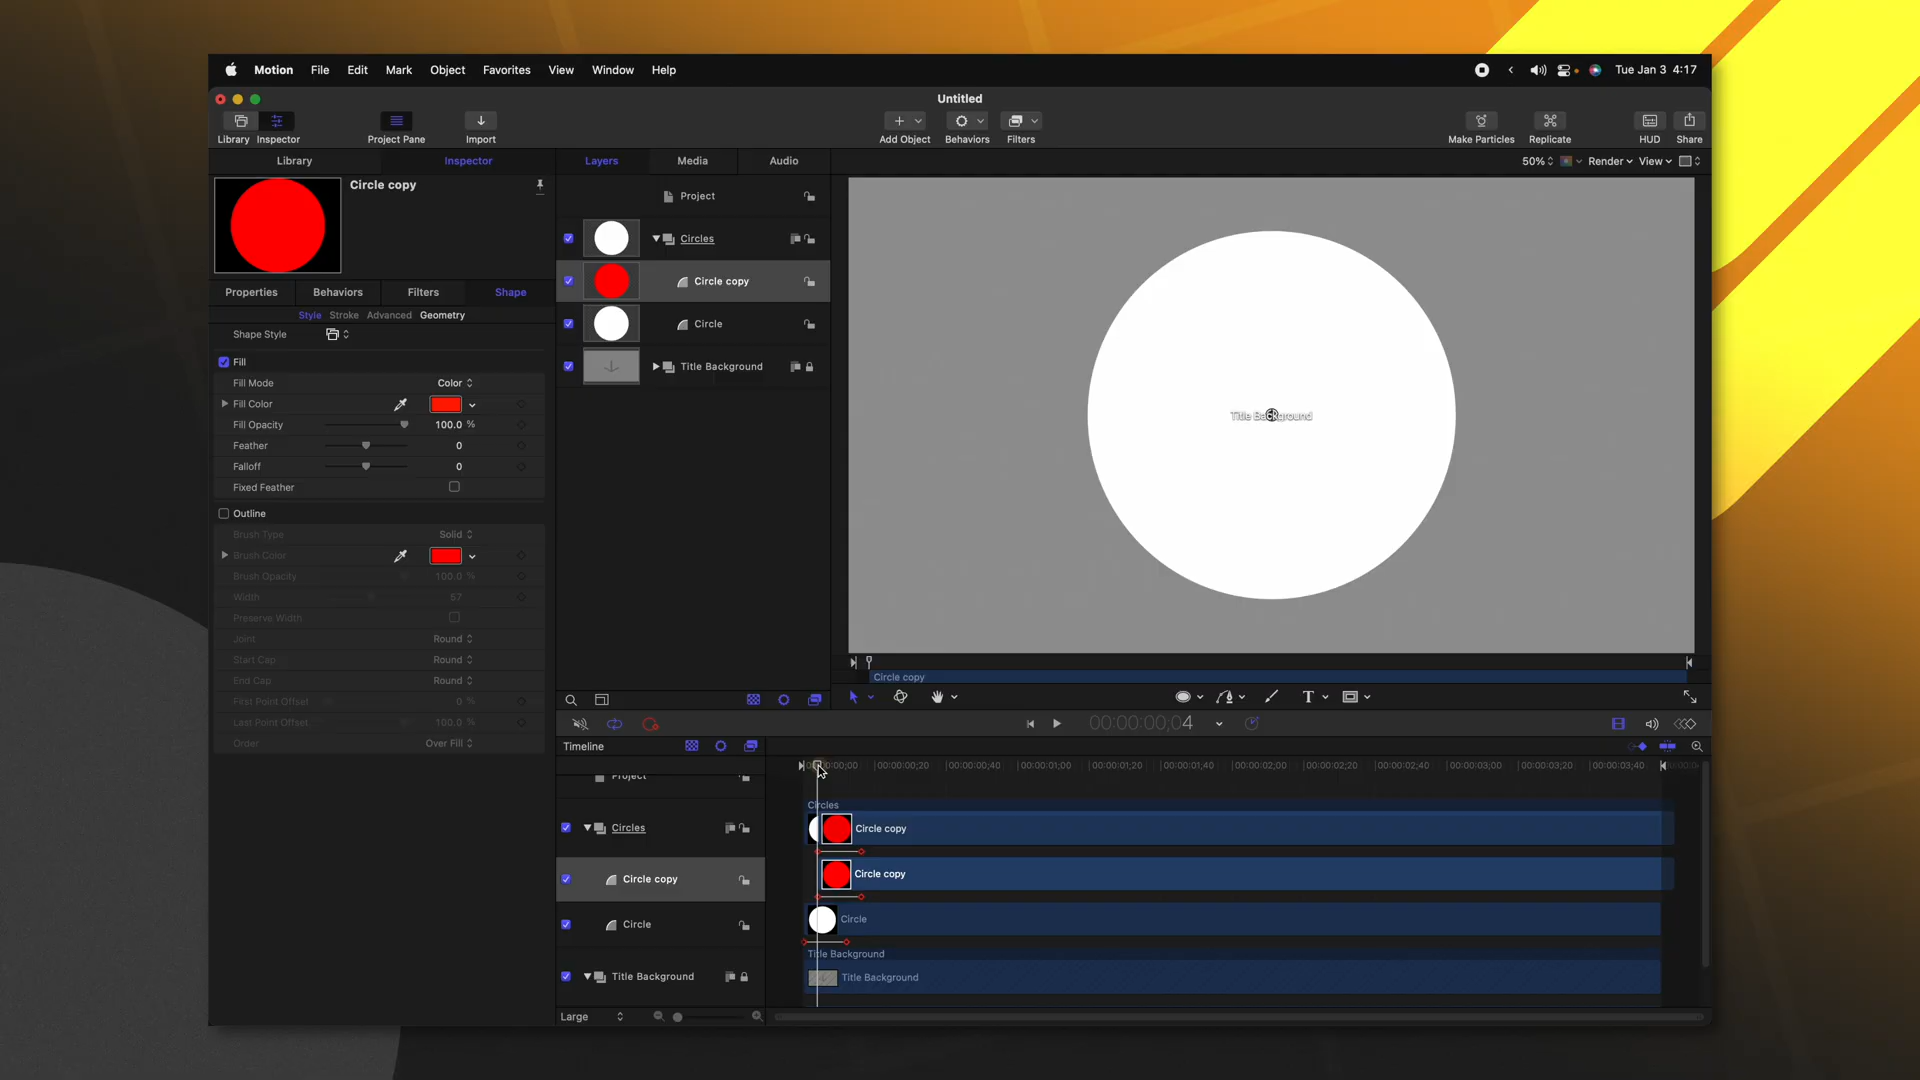 Motion File Edit Mark Object Favorites View Window Help
Tue Jan 3 4:17
Untitled
Library Inspector Project Pane Import
Add Object Behaviors Filters
Make Particles Replicate HUD Share
Library Inspector
Layers Media Audio
50% Render View
Circle copy
Project
Circles
Circle copy
Circle
Title Background
Properties Behaviors Filters Shape
Style Stroke Advanced Geometry
Shape Style
Fill
Fill Mode Color
Fill Color
Fill Opacity 100.0 %
Feather 0
Falloff 0
Fixed Feather
Outline
Brush Type Solid
Brush Color
Brush Opacity 100.0 %
Width 57
Preserve Width
Joint Round
Start Cap Round
End Cap Round
First Point Offset 0 %
Last Point Offset 100.0 %
Order Over Fill
Title Background
Circle copy
T
00:00:00;04
Timeline
00:00:00;20 00:00:00;40 00:00:01;00 00:00:01;20 00:00:01;40 00:00:02;00 00:00:02;20 00:00:02;40 00:00:03;00 00:00:03;20 00:00:03;40
Project
Circles
Circles
Circle copy
Circle copy
Circle copy
Circle
Circle
Title Background
Title Background
Title Background
Large